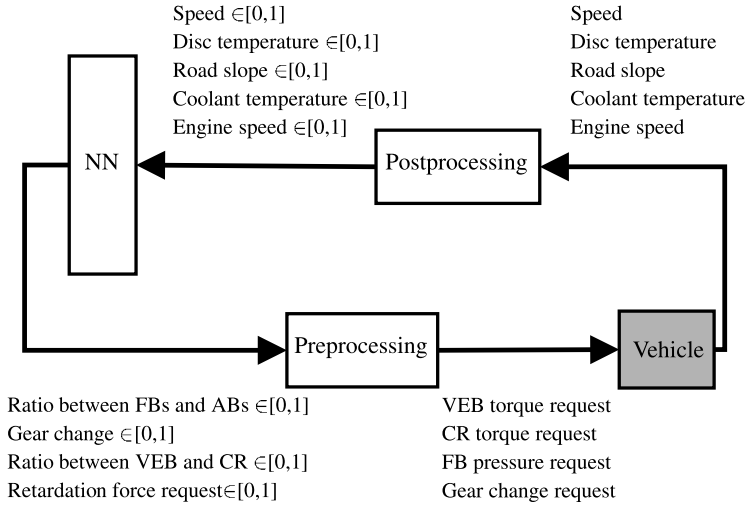 Speed ∈[0,1]
Disc temperature ∈[0,1]
Road slope ∈[0,1]
Coolant temperature ∈[0,1]
Engine speed ∈[0,1]
Speed
Disc temperature
Road slope
Coolant temperature
Engine speed
NN
Postprocessing
Preprocessing
Vehicle
Ratio between FBs and ABs ∈[0,1]
Gear change ∈[0,1]
Ratio between VEB and CR ∈[0,1]
Retardation force request∈[0,1]
VEB torque request
CR torque request
FB pressure request
Gear change request